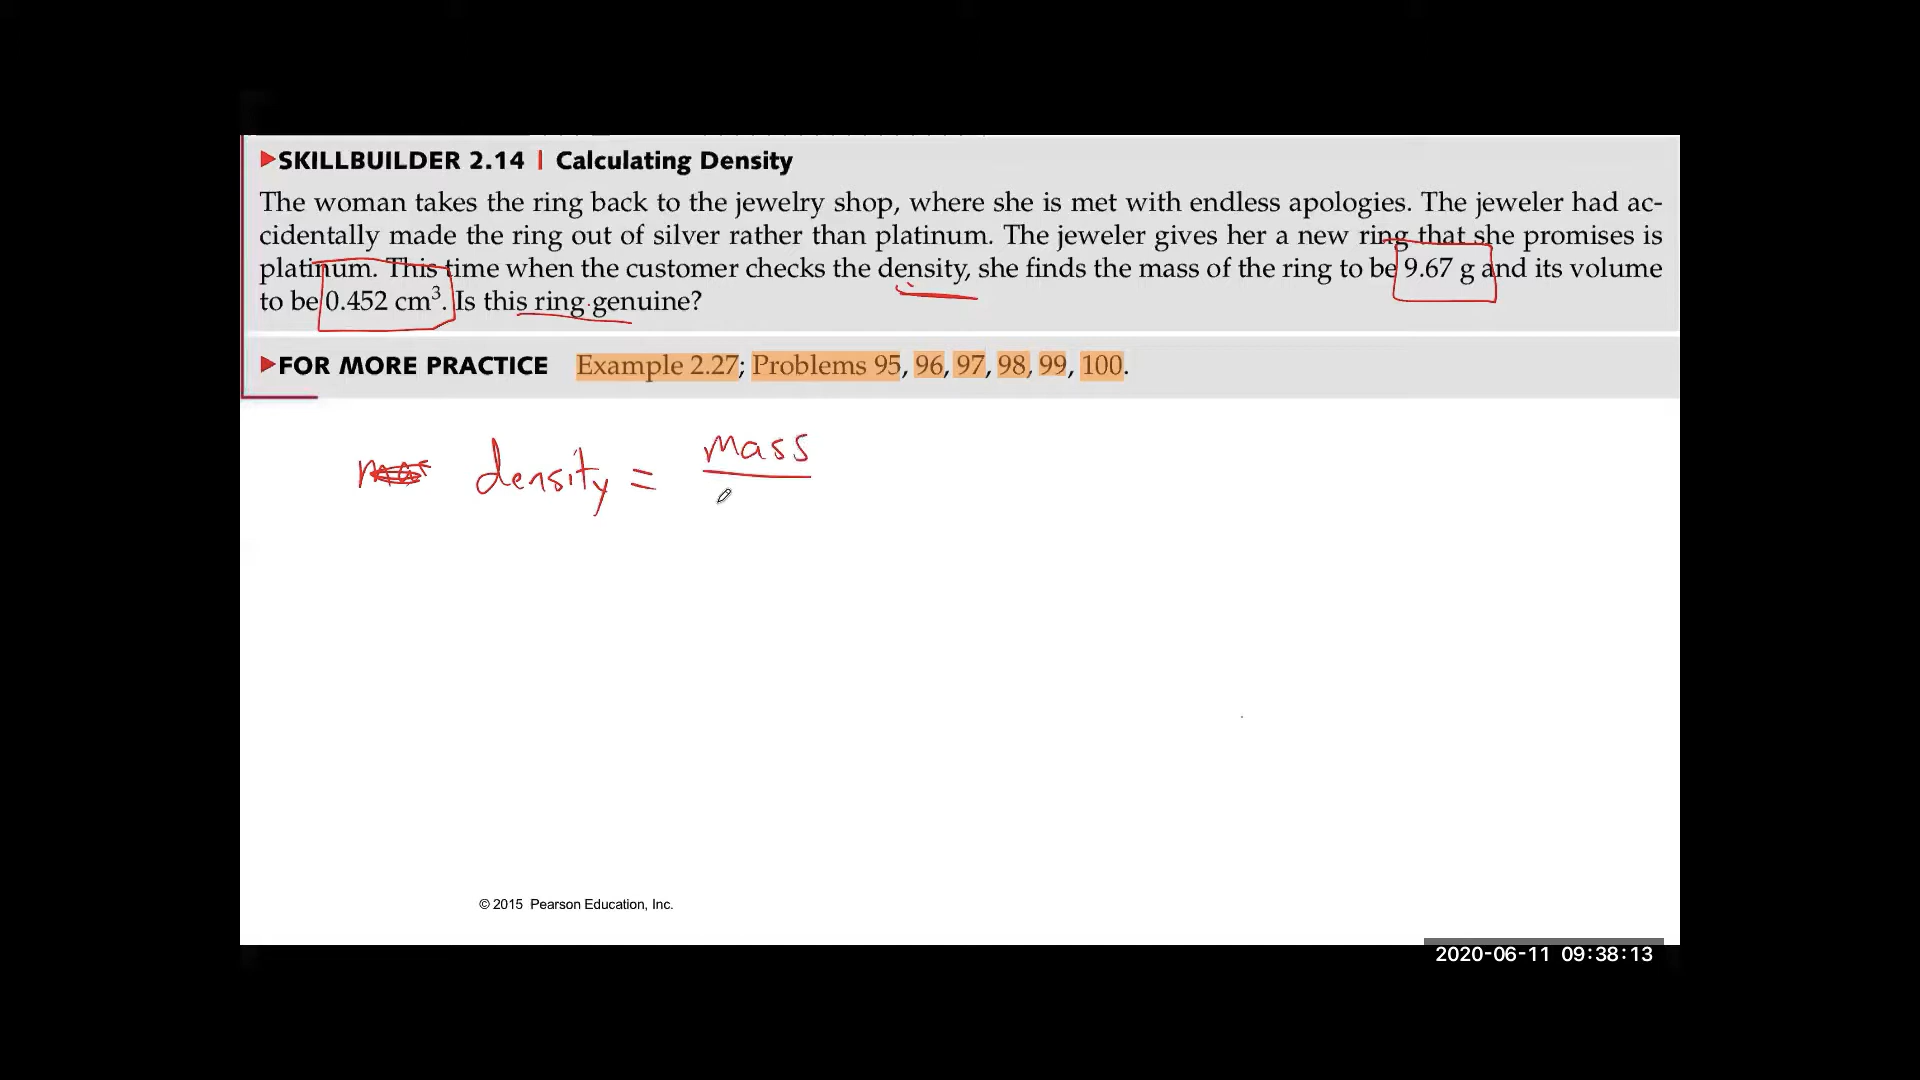 ▶SKILLBUILDER 2.14 | Calculating Density
The woman takes the ring back to the jewelry shop, where she is met with endless apologies. The jeweler had ac-
cidentally made the ring out of silver rather than platinum. The jeweler gives her a new ring that she promises is
platinum. This time when the customer checks the density, she finds the mass of the ring to be 9.67 g and its volume
to be 0.452 cm³. Is this ring genuine?
▶FOR MORE PRACTICE Example 2.27; Problems 95, 96, 97, 98, 99, 100.
mass
density =
© 2015 Pearson Education, Inc.
2020-06-11 09:38:13